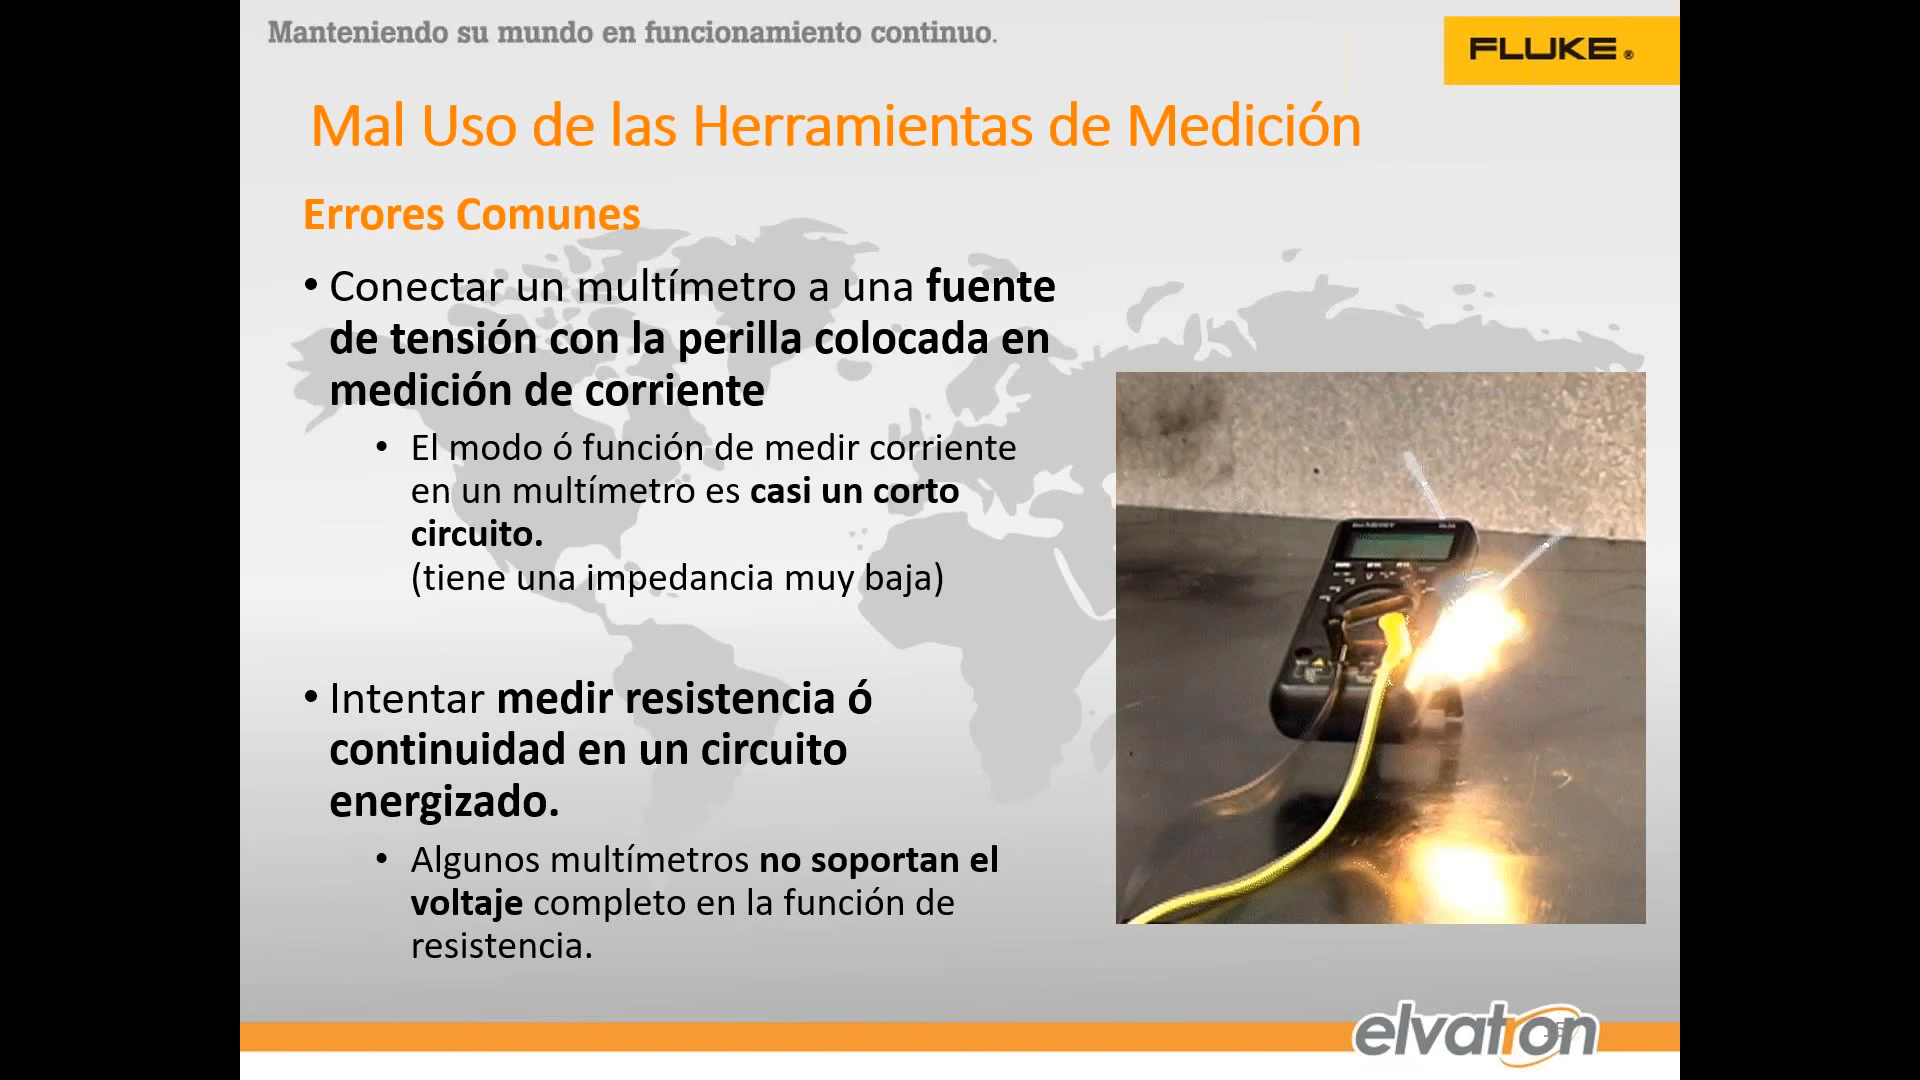 Manteniendo su mundo en funcionamiento continuo.
FLUKE®
Mal Uso de las Herramientas de Medición
Errores Comunes
• Conectar un multímetro a una fuente
de tensión con la perilla colocada en
medición de corriente
• El modo ó función de medir corriente
en un multímetro es casi un corto
circuito.
(tiene una impedancia muy baja)
• Intentar medir resistencia ó
continuidad en un circuito
energizado.
• Algunos multímetros no soportan el
voltaje completo en la función de
resistencia.
elvatron